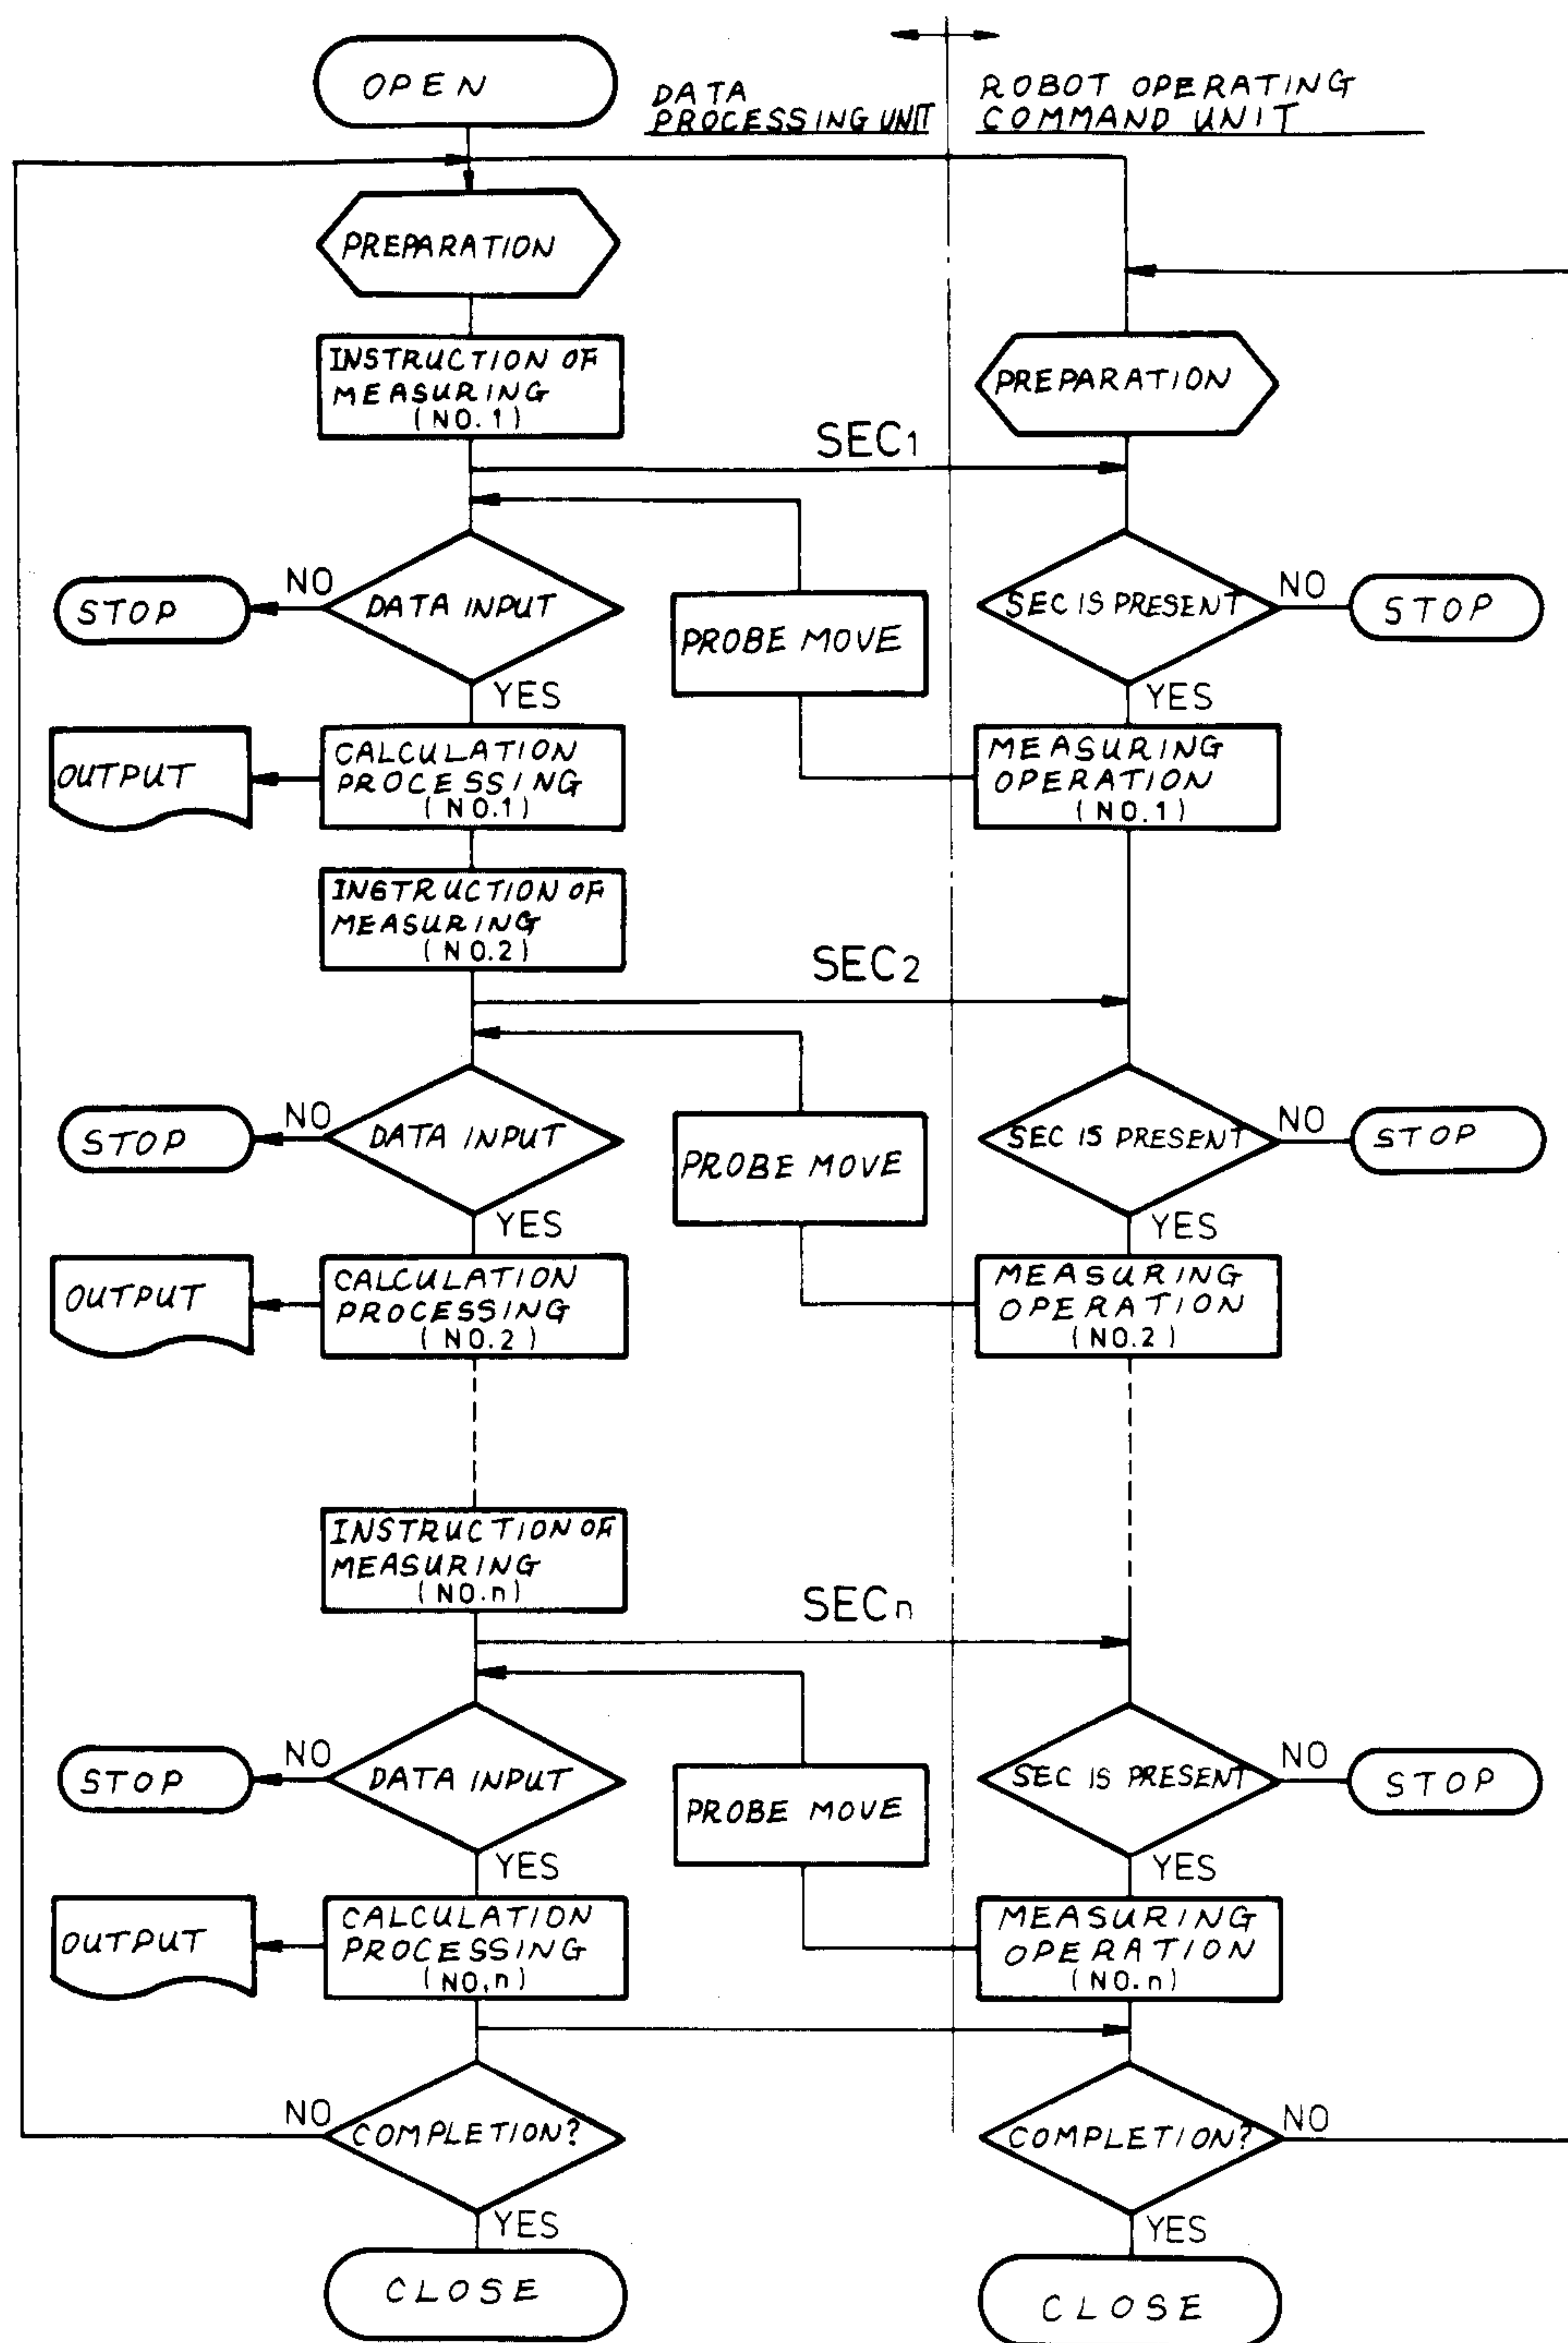 OPEN
DATA
PROCESSING UNIT
ROBOT OPERATING
COMMAND UNIT
PREPARATION
INSTRUCTION OF
MEASURING
(NO.1)
PREPARATION
SEC1
NO
STOP
DATA INPUT
YES
PROBE MOVE
SEC IS PRESENT
NO
STOP
YES
OUTPUT
CALCULATION
PROCESSING
(NO.1)
MEASURING
OPERATION
(NO.1)
INSTRUCTION OF
MEASURING
(NO.2)
SEC2
NO
STOP
DATA INPUT
YES
PROBE MOVE
SEC IS PRESENT
NO
STOP
YES
OUTPUT
CALCULATION
PROCESSING
(NO.2)
MEASURING
OPERATION
(NO.2)
INSTRUCTION OF
MEASURING
(NO.n)
SECn
NO
STOP
DATA INPUT
YES
PROBE MOVE
SEC IS PRESENT
NO
STOP
YES
OUTPUT
CALCULATION
PROCESSING
(NO.n)
MEASURING
OPERATION
(NO.n)
NO
COMPLETION?
YES
COMPLETION?
NO
YES
CLOSE
CLOSE